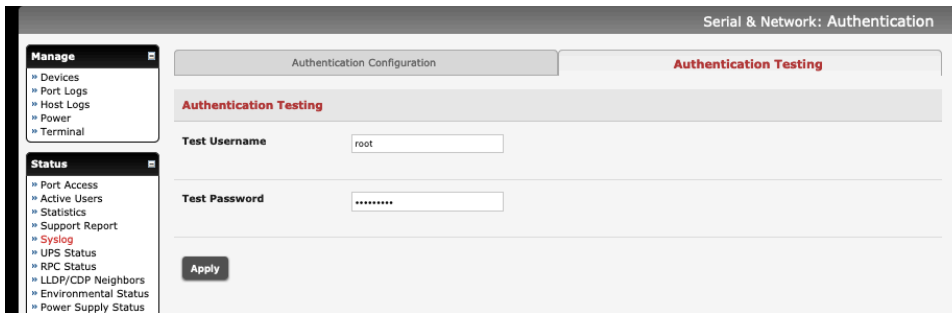 Serial & Network: Authentication
Manage
» Devices
» Port Logs
» Host Logs
» Power
» Terminal
Status
» Port Access
» Active Users
» Statistics
» Support Report
» Syslog
» UPS Status
» RPC Status
» LLDP/CDP Neighbors
» Environmental Status
» Power Supply Status
Authentication Configuration
Authentication Testing
Authentication Testing
Test Username
root
Test Password
•••••••••
Apply